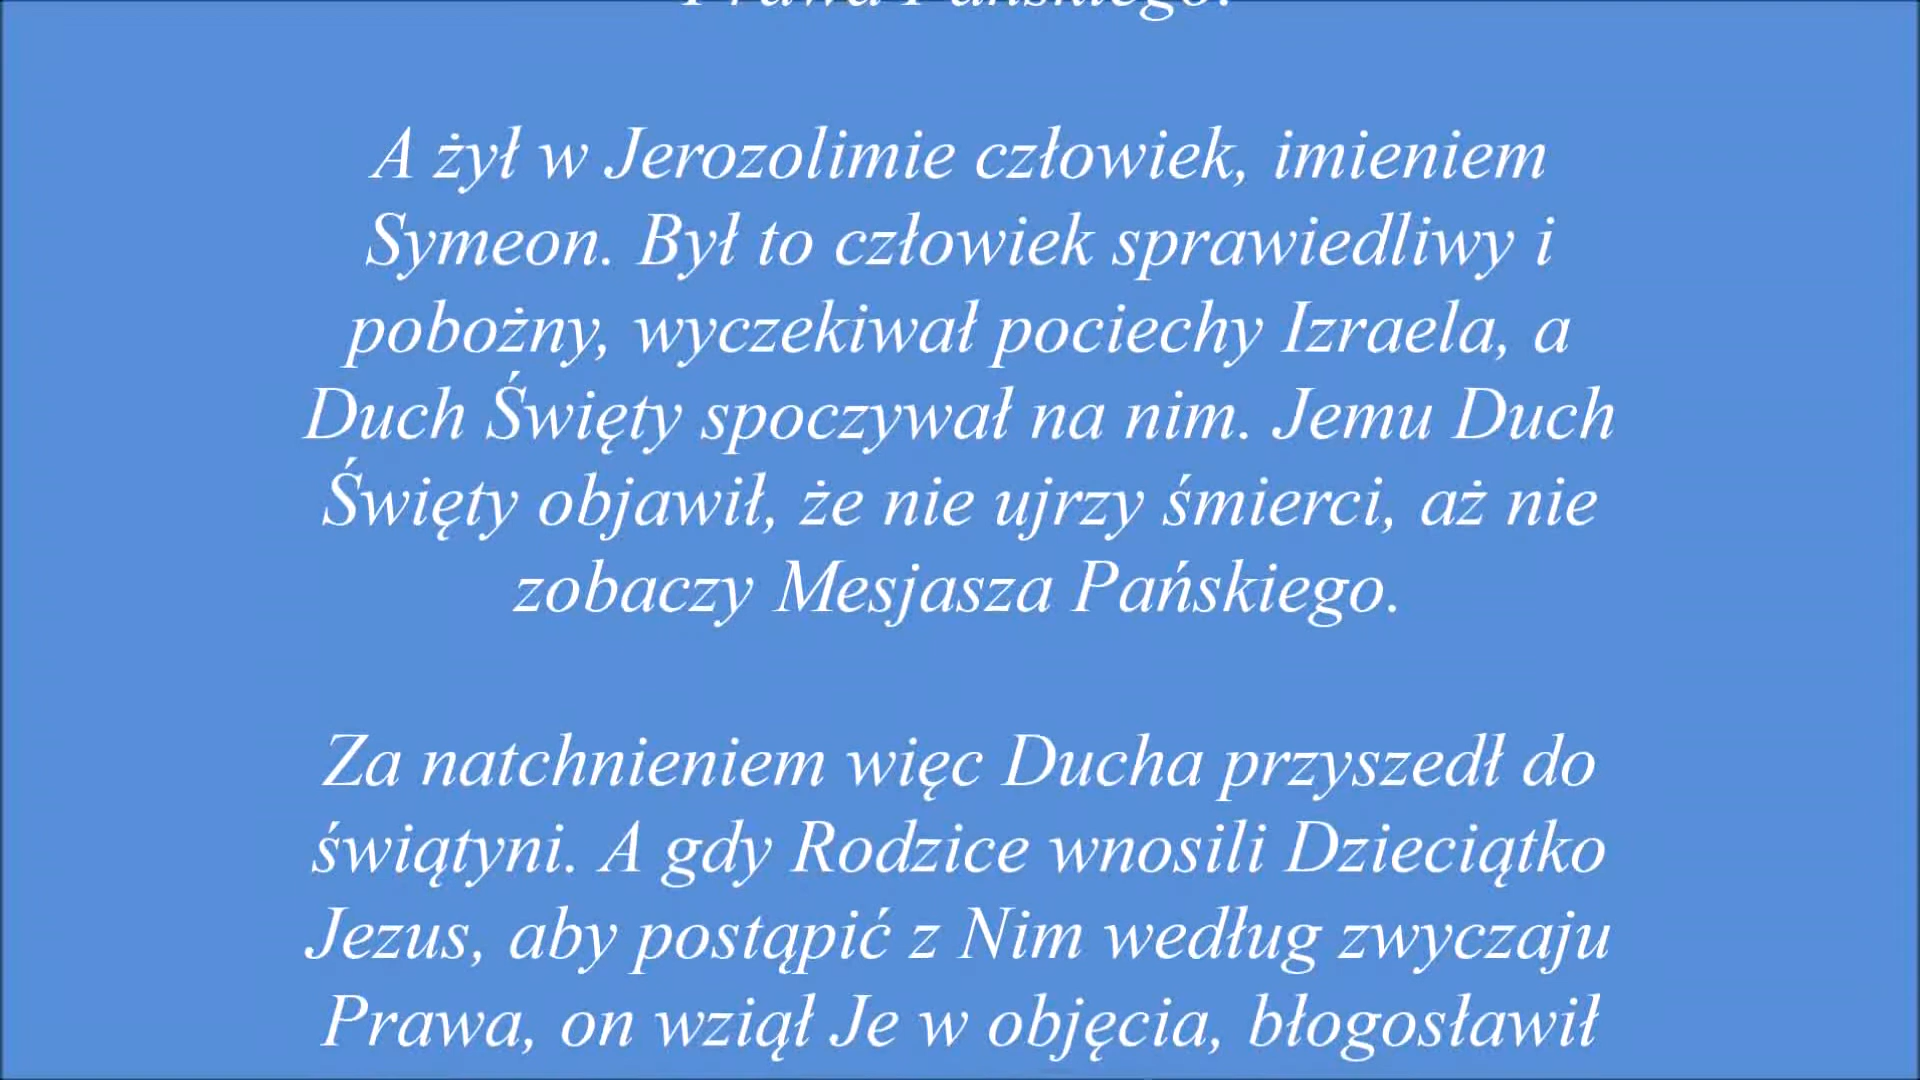 Prawa Pańskiego.
A żył w Jerozolimie człowiek, imieniem
Symeon. Był to człowiek sprawiedliwy i
pobożny, wyczekiwał pociechy Izraela, a
Duch Święty spoczywał na nim. Jemu Duch
Święty objawił, że nie ujrzy śmierci, aż nie
zobaczy Mesjasza Pańskiego.
Za natchnieniem więc Ducha przyszedł do
świątyni. A gdy Rodzice wnosili Dzieciątko
Jezus, aby postąpić z Nim według zwyczaju
Prawa, on wziął Je w objęcia, błogosławił